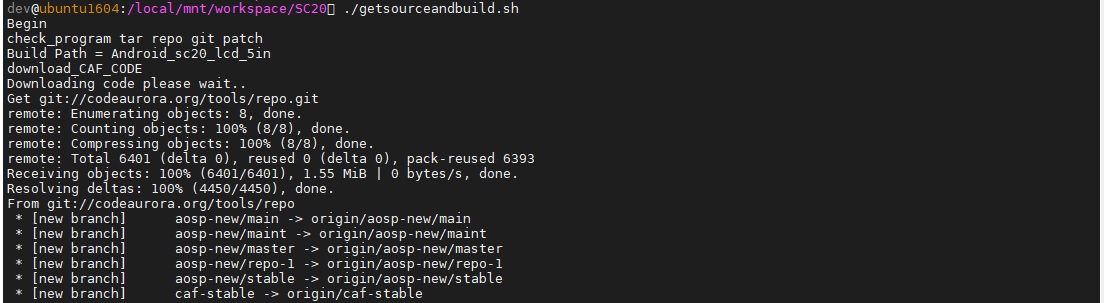 dev@ubuntu1604:/local/mnt/workspace/SC20▯ ./getsourceandbuild.sh
Begin
check_program tar repo git patch
Build Path = Android_sc20_lcd_5in
download_CAF_CODE
Downloading code please wait..
Get git://codeaurora.org/tools/repo.git
remote: Enumerating objects: 8, done.
remote: Counting objects: 100% (8/8), done.
remote: Compressing objects: 100% (8/8), done.
remote: Total 6401 (delta 0), reused 0 (delta 0), pack-reused 6393
Receiving objects: 100% (6401/6401), 1.55 MiB | 0 bytes/s, done.
Resolving deltas: 100% (4450/4450), done.
From git://codeaurora.org/tools/repo
 * [new branch]      aosp-new/main -> origin/aosp-new/main
 * [new branch]      aosp-new/maint -> origin/aosp-new/maint
 * [new branch]      aosp-new/master -> origin/aosp-new/master
 * [new branch]      aosp-new/repo-1 -> origin/aosp-new/repo-1
 * [new branch]      aosp-new/stable -> origin/aosp-new/stable
 * [new branch]      caf-stable -> origin/caf-stable